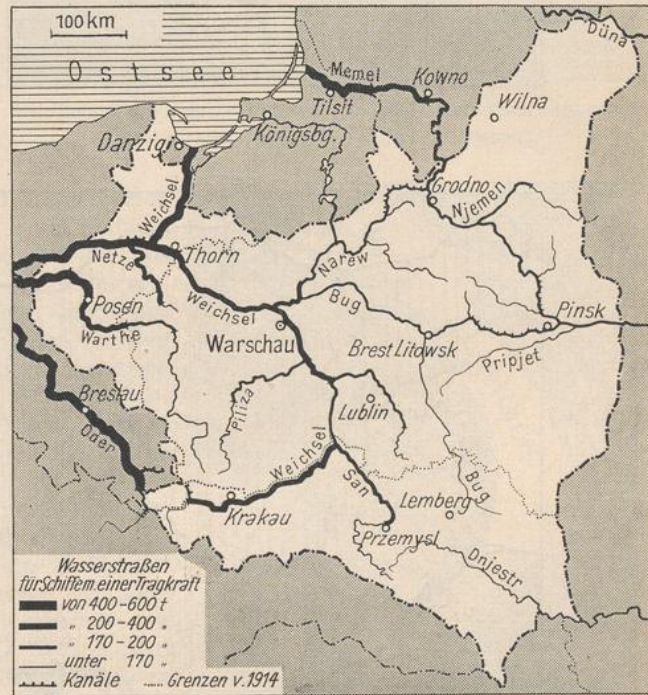 100 km
Ostsee
Düna
Memel
Kowno
Tilsit
Wilna
Königsbg.
Danzig
Grodno
Njemen
Weichsel
Thorn
Narew
Netze
Weichsel
Bug
Posen
Pinsk
Warthe
Warschau
Brest Litowsk
Pripjet
Breslau
Piliza
Lublin
Oder
Weichsel
San
Bug
Krakau
Lemberg
Przemysl
Dnjestr
Wasserstraßen
für Schiffe m. einer Tragkraft
von 400-600 t
„ 200-400 „
„ 170-200 „
unter 170 „
Kanäle Grenzen v. 1914